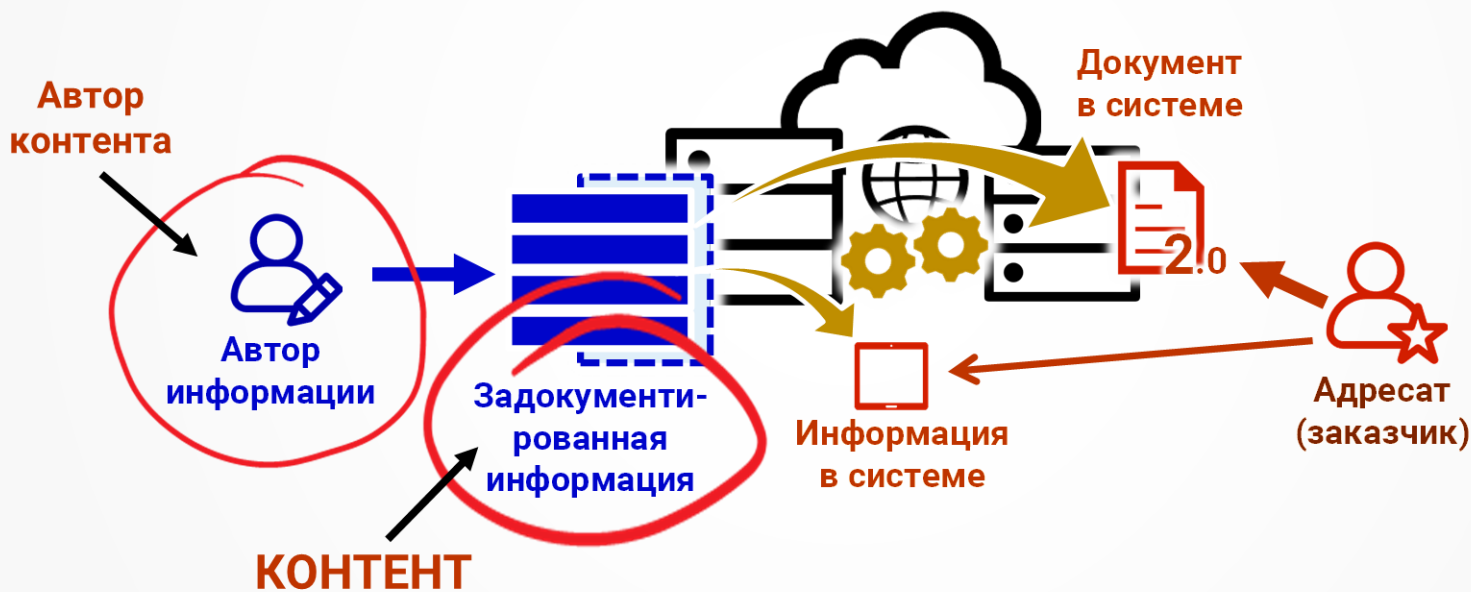 Автор
контента
Автор
информации
Задокументи-
рованная
информация
КОНТЕНТ
Документ
в системе
2.0
Информация
в системе
Адресат
(заказчик)